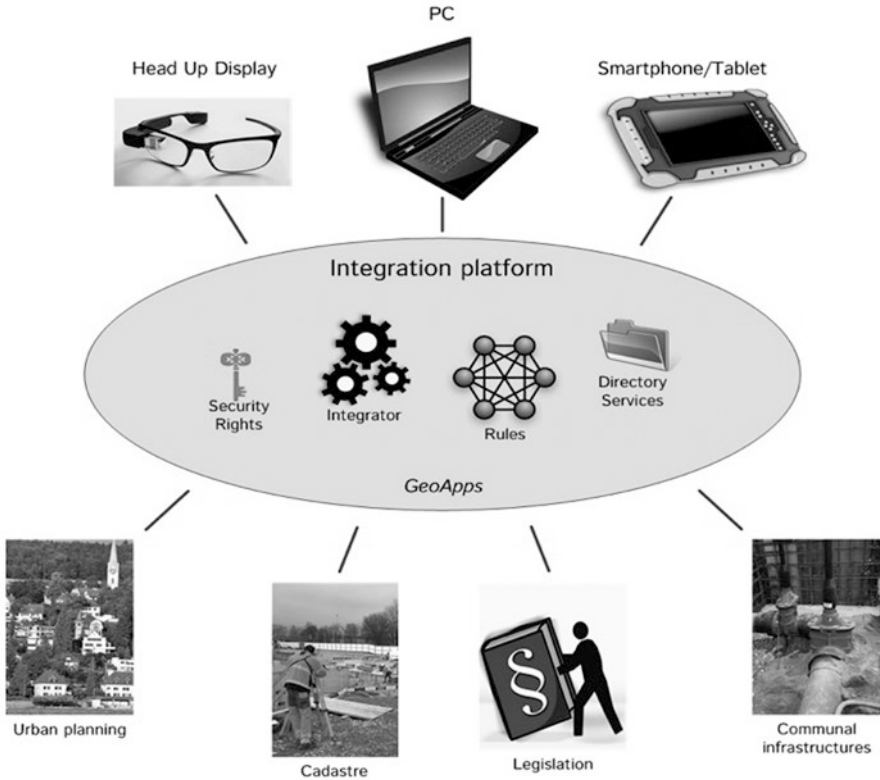 PC
Head Up Display
Smartphone/Tablet
Integration platform
Security
Rights
Integrator
Rules
Directory
Services
GeoApps
Urban planning
Cadastre
§
Legislation
Communal
infrastructures